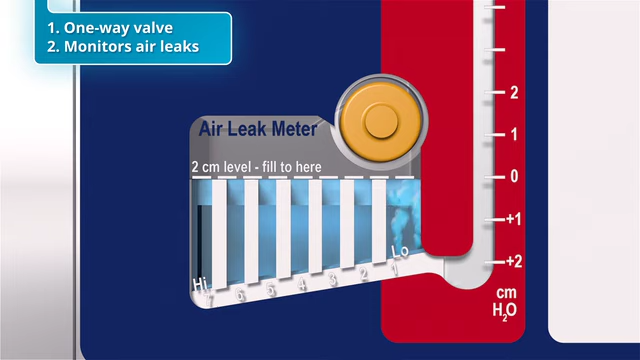 1. One-way valve
2. Monitors air leaks
Air Leak Meter
2 cm level - fill to here
Hi
7 6 5 4 3 2 1
Lo
2
1
0
+1
+2
cm
H₂O